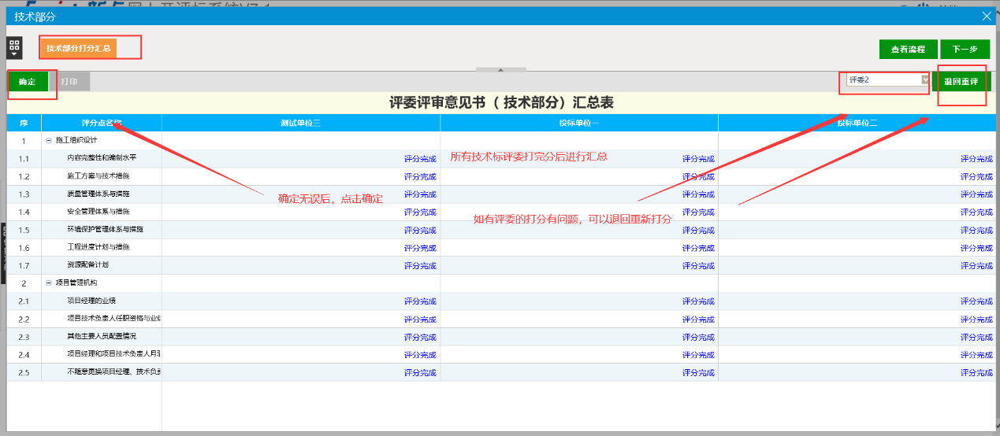 技术部分
技术部分打分汇总
查看流程 下一步
确定 打印 评委2 退回重评
评委评审意见书（ 技术部分）汇总表
序 评分点名称 测试单位三 投标单位一 投标单位二
1 施工组织设计
1.1 内容完整性和编制水平 评分完成 评分完成 评分完成
所有技术标评委打完分后进行汇总
1.2 施工方案与技术措施 评分完成 评分完成 评分完成
1.3 质量管理体系与措施 评分完成 评分完成 评分完成
确定无误后，点击确定
1.4 安全管理体系与措施 评分完成 评分完成 评分完成
如有评委的打分有问题，可以退回重新打分
1.5 环境保护管理体系与措施 评分完成 评分完成 评分完成
1.6 工程进度计划与措施 评分完成 评分完成 评分完成
1.7 资源配备计划 评分完成 评分完成 评分完成
2 项目管理机构
2.1 项目经理的业绩 评分完成 评分完成 评分完成
2.2 项目技术负责人任职资格与业 评分完成 评分完成 评分完成
2.3 其他主要人员配置情况 评分完成 评分完成 评分完成
2.4 项目经理和项目技术负责人月 评分完成 评分完成 评分完成
2.5 不随意更换项目经理、技术负 评分完成 评分完成 评分完成